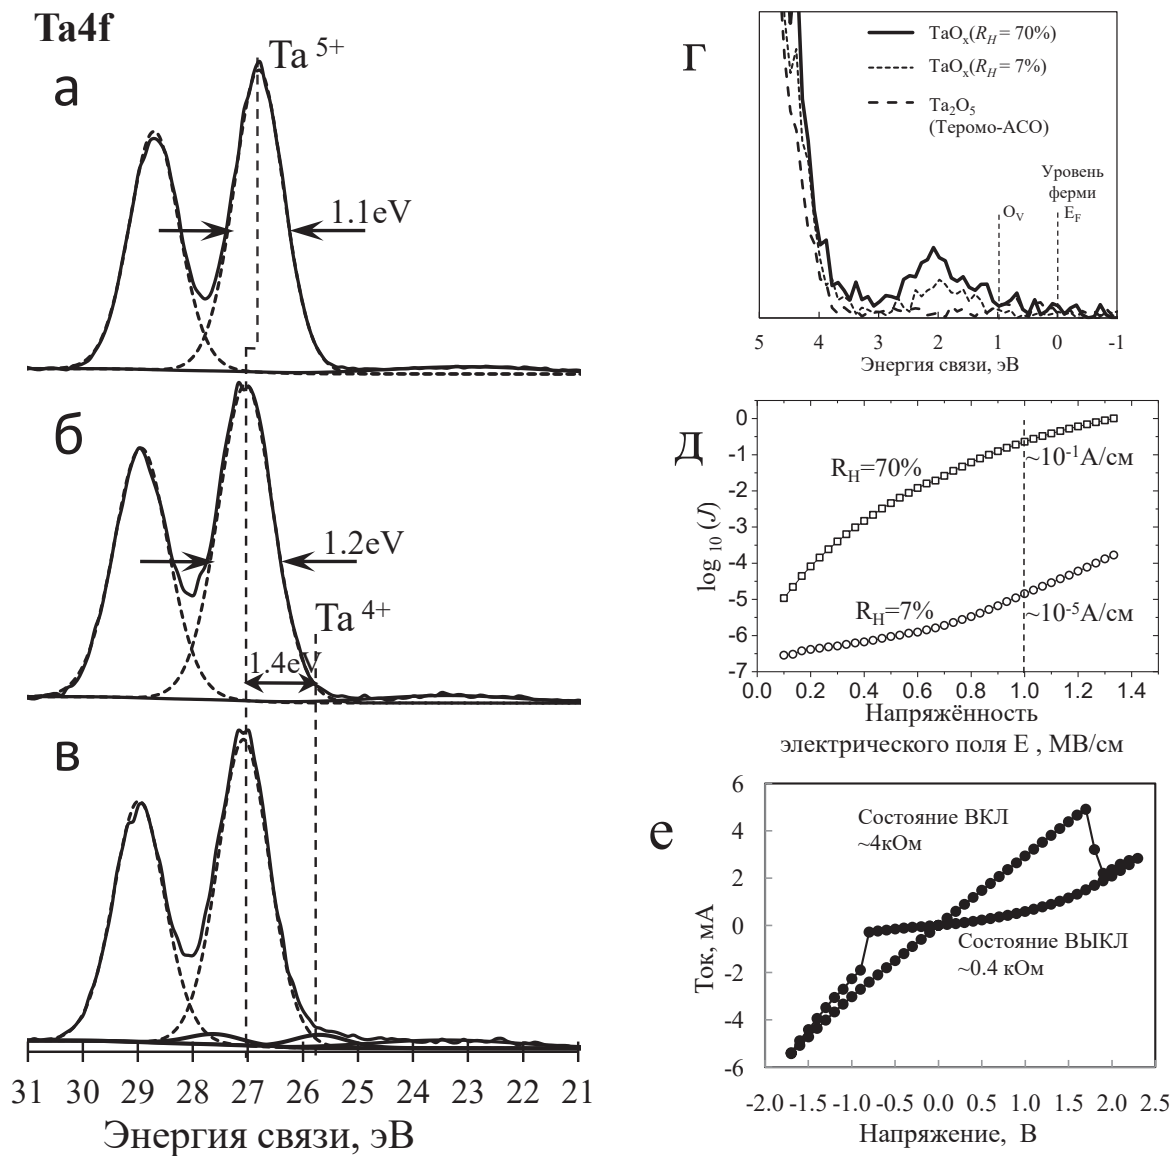 Ta4f
а
Ta 5+
1.1eV
б
1.2eV
Ta 4+
1.4eV
в
31 30 29 28 27 26 25 24 23 22 21
Энергия связи, эВ
г
TaOx(RH = 70%)
TaOx(RH = 7%)
Ta2O5
(Теромо-АСО)
Уровень
ферми
OV
EF
5 4 3 2 1 0 -1
Энергия связи, эВ
д
0
-1
-2
-3
-4
-5
-6
-7
log 10 (J)
RH=70%
~10-1А/см
RH=7%
~10-5А/см
0.0 0.2 0.4 0.6 0.8 1.0 1.2 1.4
Напряжённость
электрического поля E , МВ/см
е
6
4
2
0
-2
-4
-6
Ток, мА
Состояние ВКЛ
~4кОм
Состояние ВЫКЛ
~0.4 кОм
-2.0 -1.5 -1.0 -0.5 0.0 0.5 1.0 1.5 2.0 2.5
Напряжение, В